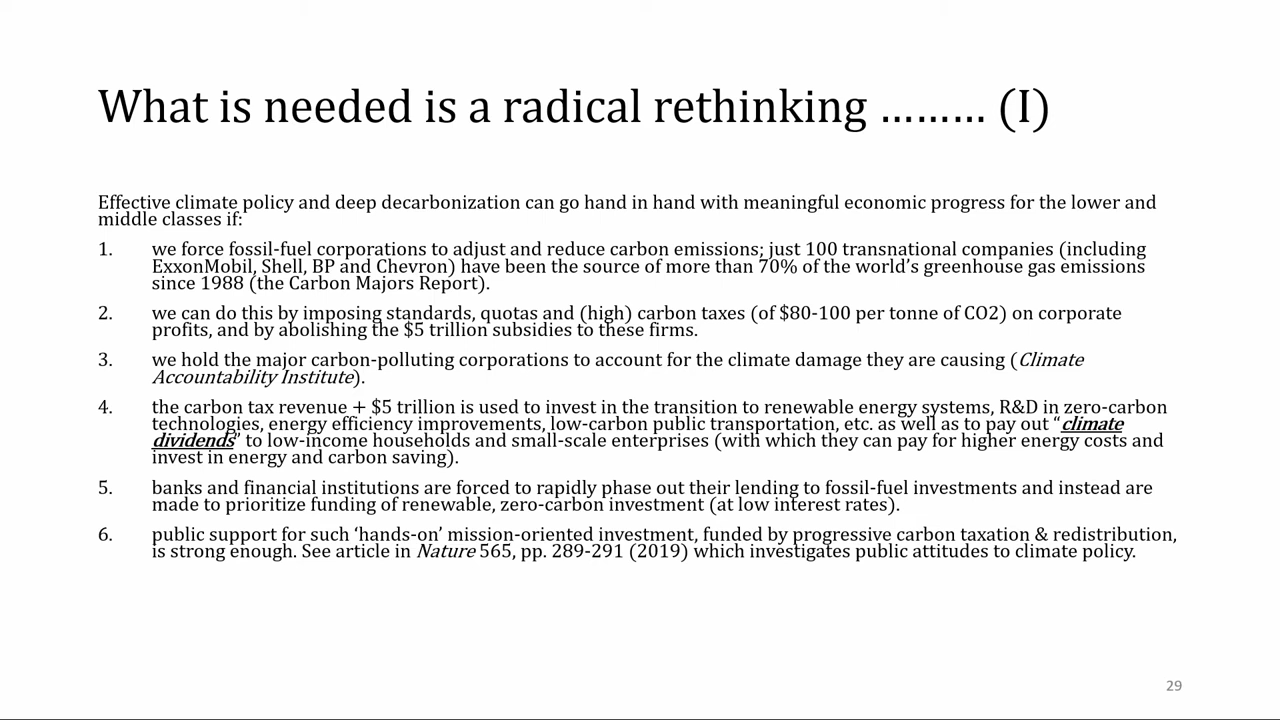 What is needed is a radical rethinking ……… (I)
Effective climate policy and deep decarbonization can go hand in hand with meaningful economic progress for the lower and
middle classes if:
1. we force fossil-fuel corporations to adjust and reduce carbon emissions; just 100 transnational companies (including
ExxonMobil, Shell, BP and Chevron) have been the source of more than 70% of the world’s greenhouse gas emissions
since 1988 (the Carbon Majors Report).
2. we can do this by imposing standards, quotas and (high) carbon taxes (of $80-100 per tonne of CO2) on corporate
profits, and by abolishing the $5 trillion subsidies to these firms.
3. we hold the major carbon-polluting corporations to account for the climate damage they are causing (Climate
Accountability Institute).
4. the carbon tax revenue + $5 trillion is used to invest in the transition to renewable energy systems, R&D in zero-carbon
technologies, energy efficiency improvements, low-carbon public transportation, etc. as well as to pay out “climate
dividends” to low-income households and small-scale enterprises (with which they can pay for higher energy costs and
invest in energy and carbon saving).
5. banks and financial institutions are forced to rapidly phase out their lending to fossil-fuel investments and instead are
made to prioritize funding of renewable, zero-carbon investment (at low interest rates).
6. public support for such ‘hands-on’ mission-oriented investment, funded by progressive carbon taxation & redistribution,
is strong enough. See article in Nature 565, pp. 289-291 (2019) which investigates public attitudes to climate policy.
29